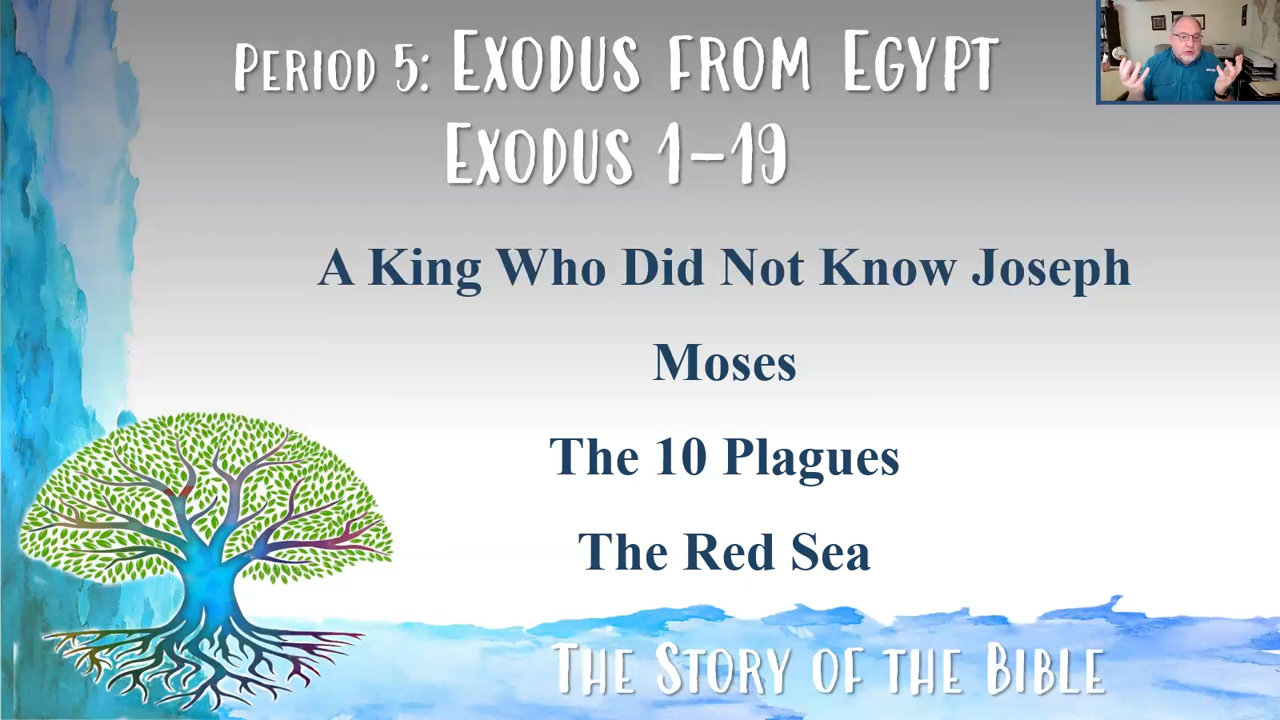 Period 5: Exodus from Egypt
Exodus 1–19
A King Who Did Not Know Joseph
Moses
The 10 Plagues
The Red Sea
The Story of the Bible